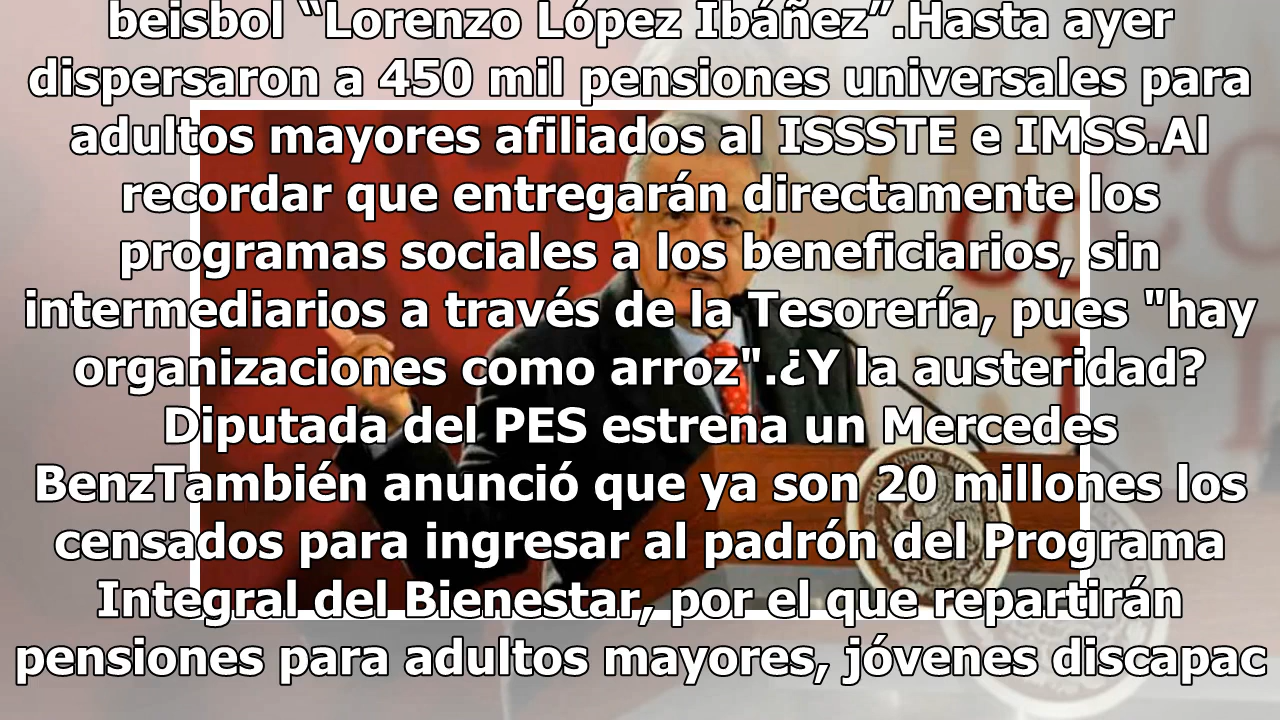 beisbol “Lorenzo López Ibáñez”.Hasta ayer
dispersaron a 450 mil pensiones universales para
adultos mayores afiliados al ISSSTE e IMSS.Al
recordar que entregarán directamente los
programas sociales a los beneficiarios, sin
intermediarios a través de la Tesorería, pues "hay
organizaciones como arroz".¿Y la austeridad?
Diputada del PES estrena un Mercedes
BenzTambién anunció que ya son 20 millones los
censados para ingresar al padrón del Programa
Integral del Bienestar, por el que repartirán
pensiones para adultos mayores, jóvenes discapac